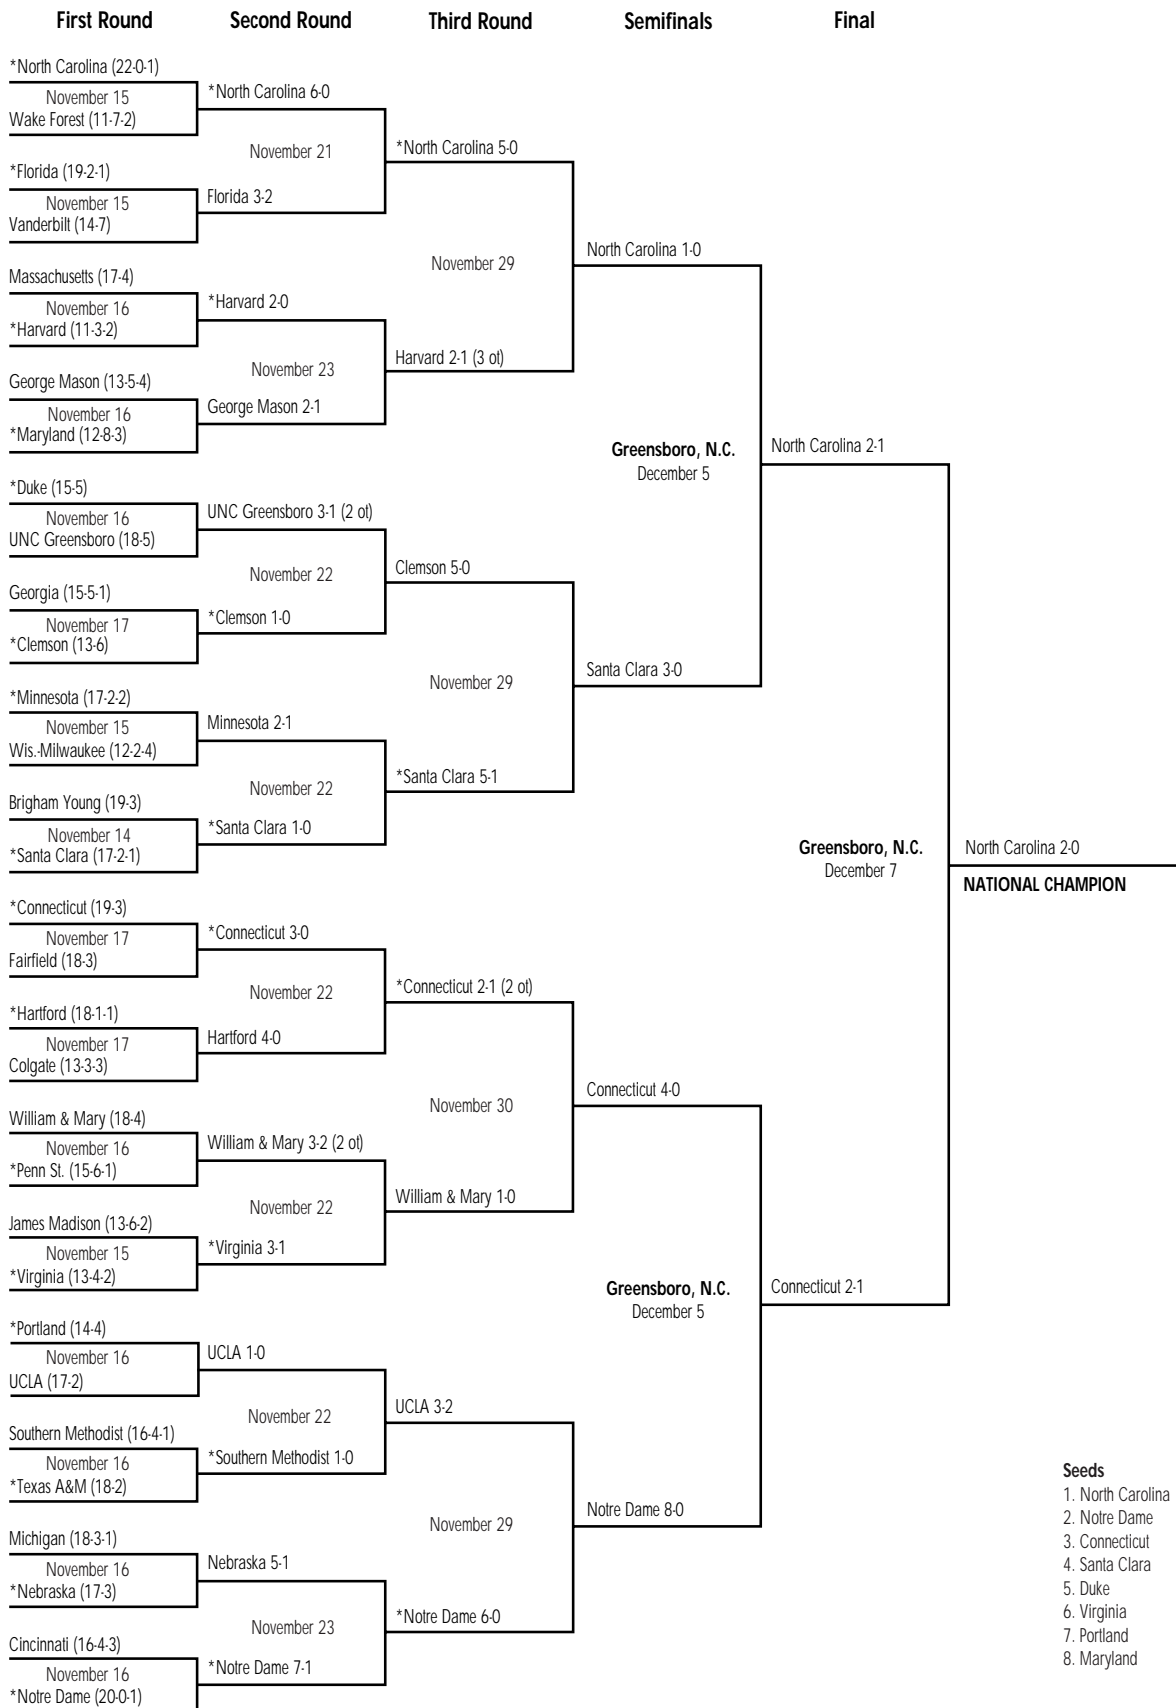 First Round
Second Round
Third Round
Semifinals
Final
*North Carolina (22-0-1)
November 15
Wake Forest (11-7-2)
*Florida (19-2-1)
November 15
Vanderbilt (14-7)
Massachusetts (17-4)
November 16
*Harvard (11-3-2)
George Mason (13-5-4)
November 16
*Maryland (12-8-3)
*Duke (15-5)
November 16
UNC Greensboro (18-5)
Georgia (15-5-1)
November 17
*Clemson (13-6)
*Minnesota (17-2-2)
November 15
Wis.-Milwaukee (12-2-4)
Brigham Young (19-3)
November 14
*Santa Clara (17-2-1)
*Connecticut (19-3)
November 17
Fairfield (18-3)
*Hartford (18-1-1)
November 17
Colgate (13-3-3)
William & Mary (18-4)
November 16
*Penn St. (15-6-1)
James Madison (13-6-2)
November 15
*Virginia (13-4-2)
*Portland (14-4)
November 16
UCLA (17-2)
Southern Methodist (16-4-1)
November 16
*Texas A&M (18-2)
Michigan (18-3-1)
November 16
*Nebraska (17-3)
Cincinnati (16-4-3)
November 16
*Notre Dame (20-0-1)
*North Carolina 6-0
November 21
Florida 3-2
*Harvard 2-0
November 23
George Mason 2-1
UNC Greensboro 3-1 (2 ot)
November 22
*Clemson 1-0
Minnesota 2-1
November 22
*Santa Clara 1-0
*Connecticut 3-0
November 22
Hartford 4-0
William & Mary 3-2 (2 ot)
November 22
*Virginia 3-1
UCLA 1-0
November 22
*Southern Methodist 1-0
Nebraska 5-1
November 23
*Notre Dame 7-1
*North Carolina 5-0
November 29
Harvard 2-1 (3 ot)
Clemson 5-0
November 29
*Santa Clara 5-1
*Connecticut 2-1 (2 ot)
November 30
William & Mary 1-0
UCLA 3-2
November 29
*Notre Dame 6-0
North Carolina 1-0
Greensboro, N.C.
December 5
Santa Clara 3-0
Connecticut 4-0
Greensboro, N.C.
December 5
Notre Dame 8-0
North Carolina 2-1
Greensboro, N.C.
December 7
Connecticut 2-1
North Carolina 2-0
NATIONAL CHAMPION
Seeds
1. North Carolina
2. Notre Dame
3. Connecticut
4. Santa Clara
5. Duke
6. Virginia
7. Portland
8. Maryland